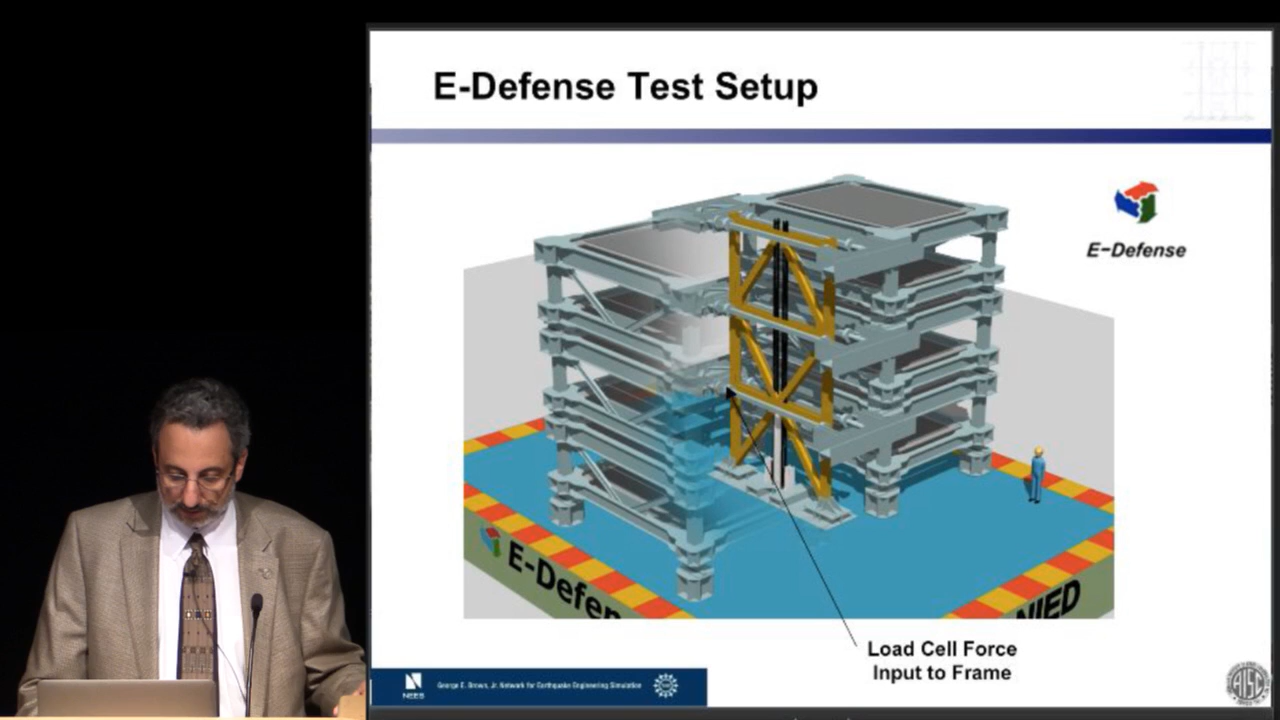 E-Defense Test Setup
E-Defense
E-Defen
NIED
Load Cell Force
Input to Frame
NEES
George E. Brown, Jr. Network for Earthquake Engineering Simulation
AISC